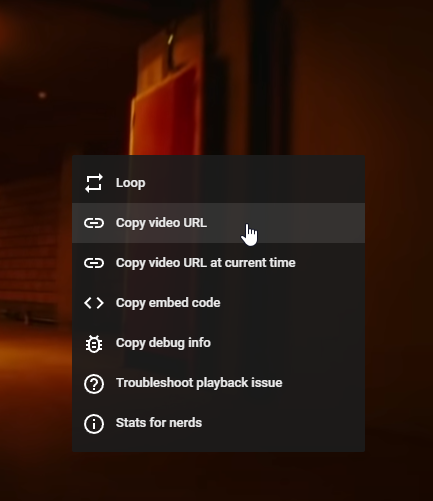 Loop
Copy video URL
Copy video URL at current time
Copy embed code
Copy debug info
Troubleshoot playback issue
Stats for nerds